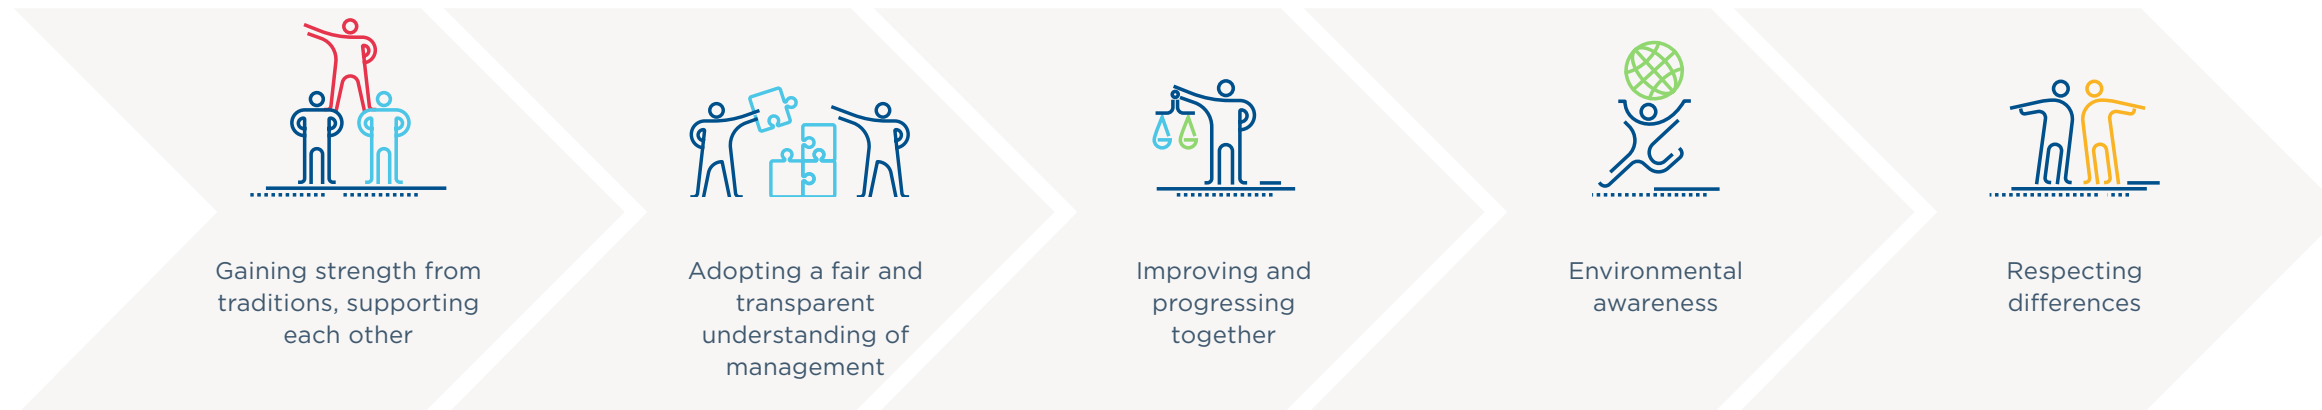 Gaining strength from
traditions, supporting
each other
Adopting a fair and
transparent
understanding of
management
Improving and
progressing
together
Environmental
awareness
Respecting
differences